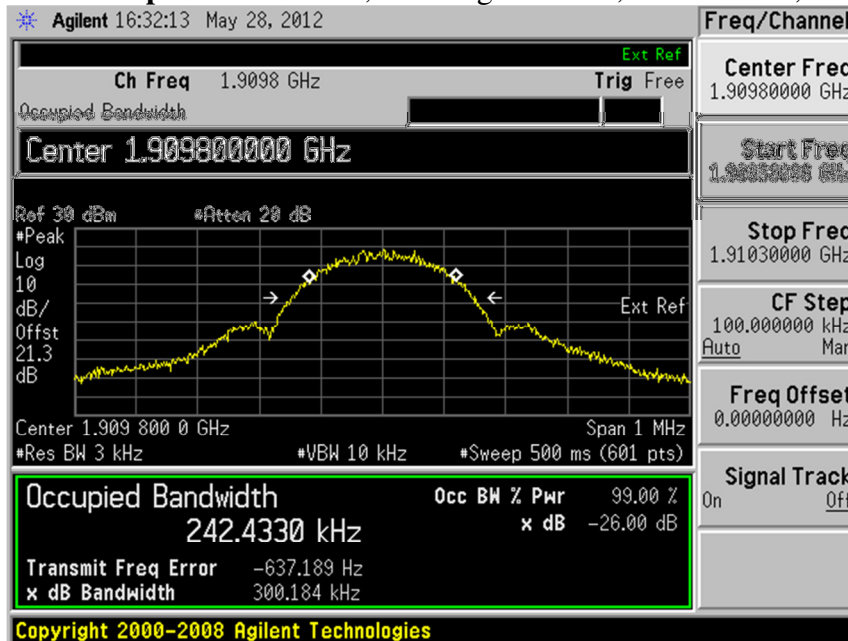 Agilent 16:32:13 May 28, 2012
Freq/Channel
Ext Ref
Ch Freq 1.9098 GHz
Trig Free
Occupied Bandwidth
Center 1.909800000 GHz
Ref 30 dBm #Atten 20 dB
#Peak
Log
10
dB/
Offst
21.3
dB
Ext Ref
Center 1.909 800 0 GHz
Span 1 MHz
#Res BW 3 kHz
#VBW 10 kHz
#Sweep 500 ms (601 pts)
Occupied Bandwidth
242.4330 kHz
Occ BW % Pwr 99.00 %
x dB -26.00 dB
Transmit Freq Error -637.189 Hz
x dB Bandwidth 300.184 kHz
Center Freq
1.90980000 GHz
Start Freq
GHz
Stop Freq
1.91030000 GHz
CF Step
100.000000 kHz
Auto Man
Freq Offset
0.00000000 Hz
Signal Track
On Off
Copyright 2000-2008 Agilent Technologies